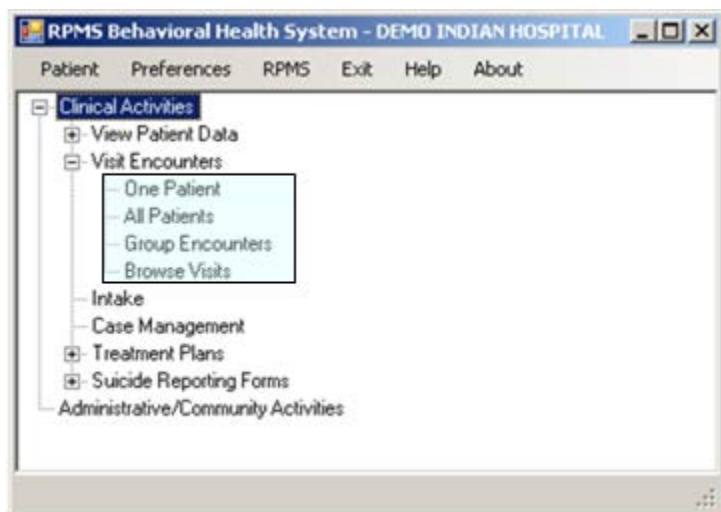 RPMS Behavioral Health System - DEMO INDIAN HOSPITAL
Patient Preferences RPMS Exit Help About
Clinical Activities
View Patient Data
Visit Encounters
One Patient
All Patients
Group Encounters
Browse Visits
Intake
Case Management
Treatment Plans
Suicide Reporting Forms
Administrative/Community Activities